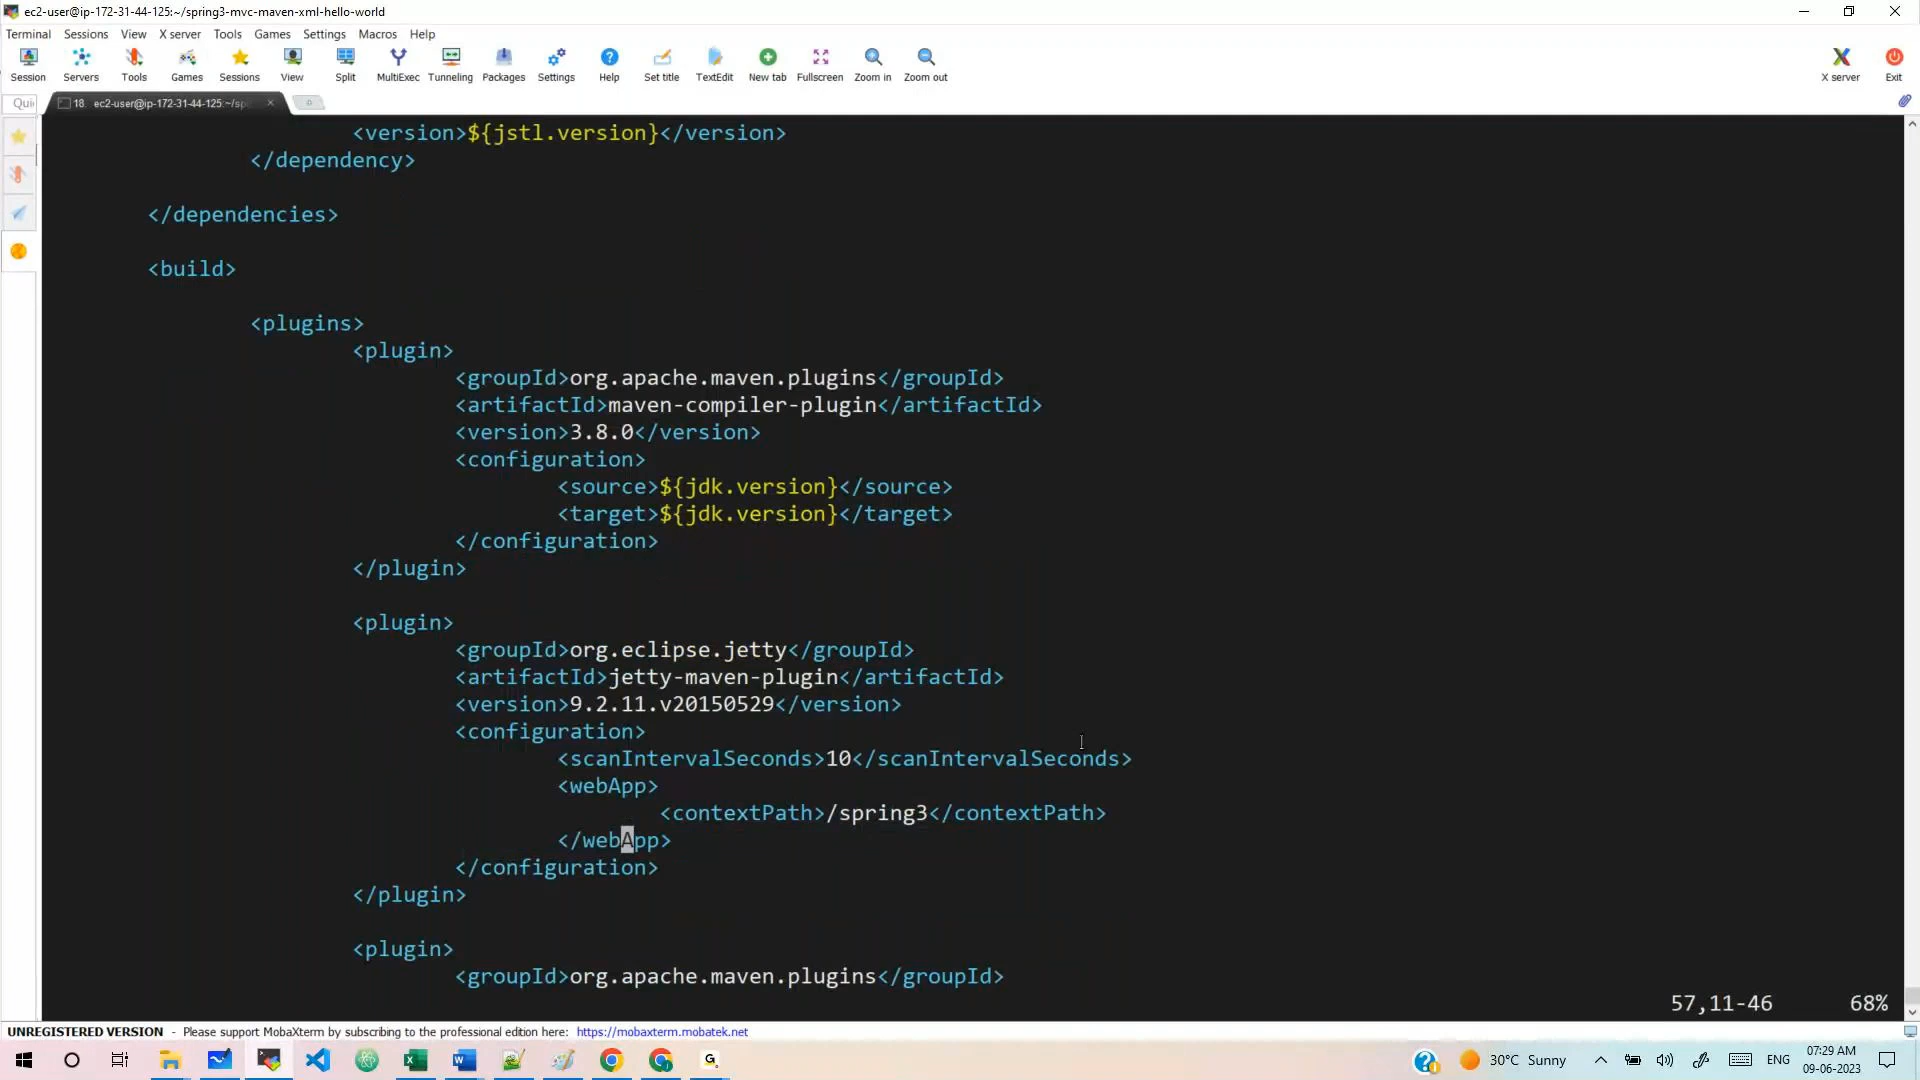 ec2-user@ip-172-31-44-125:~/spring3-mvc-maven-xml-hello-world
Terminal Sessions View X server Tools Games Settings Macros Help
Session Servers Tools Games Sessions View Split MultiExec Tunneling Packages Settings Help Set title TextEdit New tab Fullscreen Zoom in Zoom out X server Exit
Qui 18. ec2-user@ip-172-31-44-125:~/sp
<version>${jstl.version}</version>
</dependency>
</dependencies>
<build>
<plugins>
<plugin>
<groupId>org.apache.maven.plugins</groupId>
<artifactId>maven-compiler-plugin</artifactId>
<version>3.8.0</version>
<configuration>
<source>${jdk.version}</source>
<target>${jdk.version}</target>
</configuration>
</plugin>
<plugin>
<groupId>org.eclipse.jetty</groupId>
<artifactId>jetty-maven-plugin</artifactId>
<version>9.2.11.v20150529</version>
<configuration>
<scanIntervalSeconds>10</scanIntervalSeconds>
<webApp>
<contextPath>/spring3</contextPath>
</webApp>
</configuration>
</plugin>
<plugin>
<groupId>org.apache.maven.plugins</groupId>
57,11-46 68%
UNREGISTERED VERSION - Please support MobaXterm by subscribing to the professional edition here: https://mobaxterm.mobatek.net
30°C Sunny ENG 07:29 AM
09-06-2023